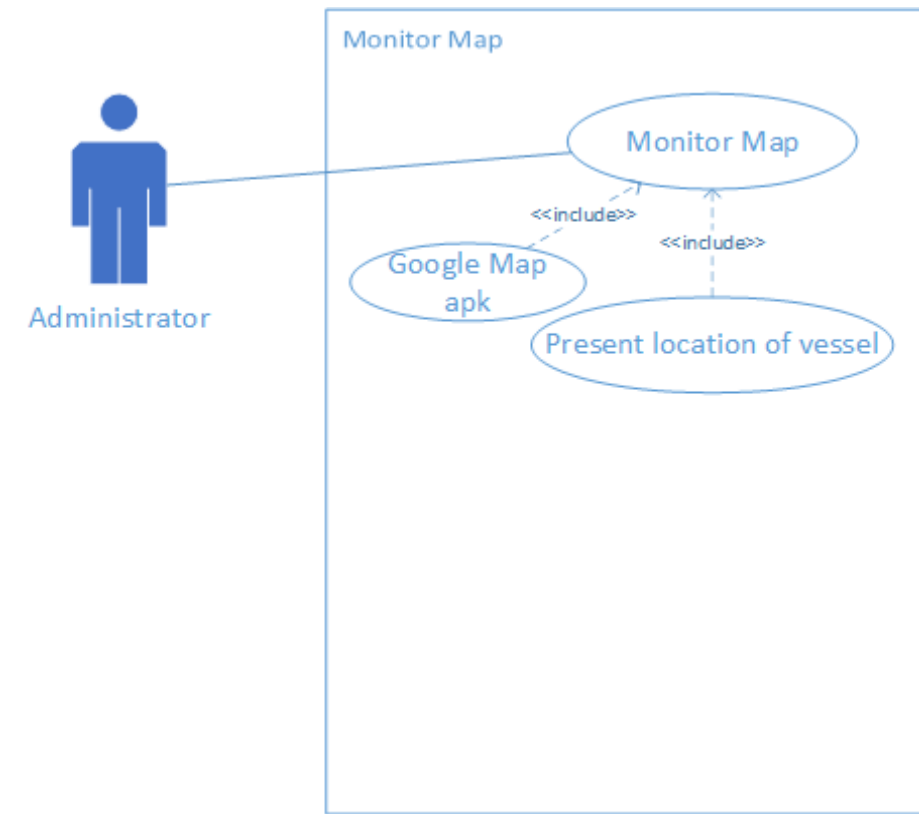 Monitor Map
Monitor Map
<<include>>
<<include>>
Google Map
apk
Administrator
Present location of vessel